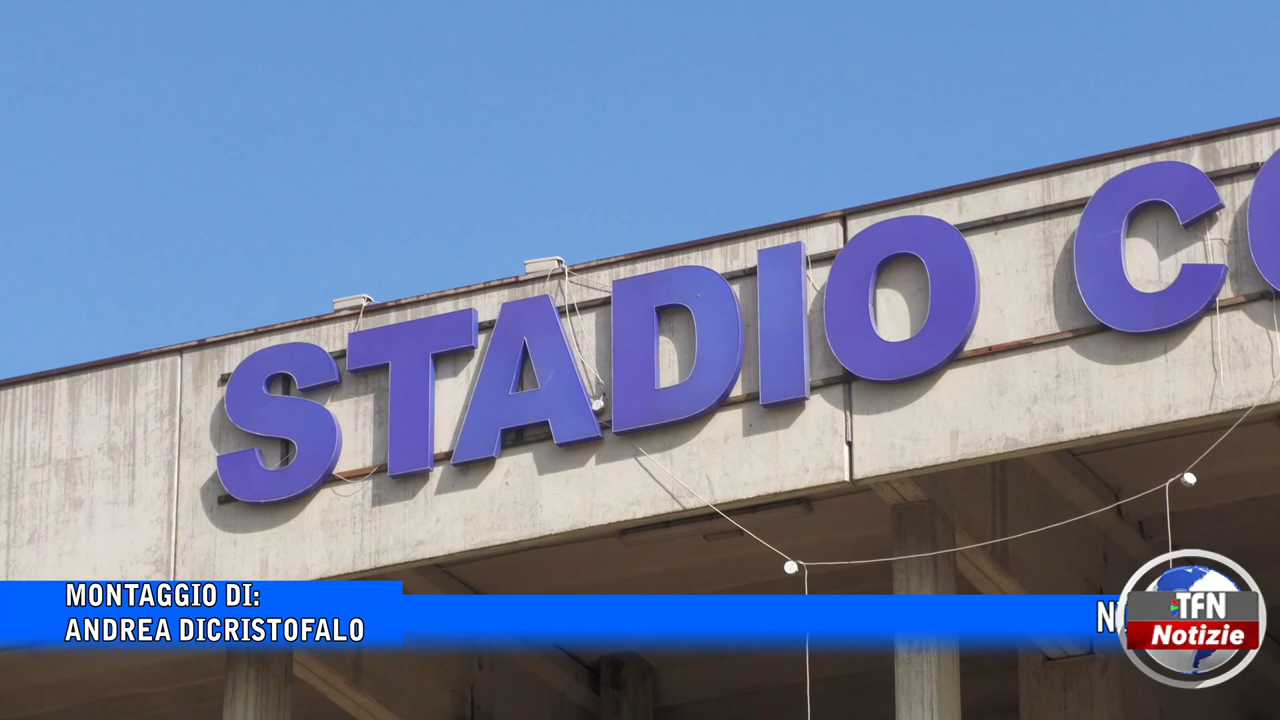 STADIO
MONTAGGIO DI:
ANDREA DICRISTOFALO
TFN
Notizie